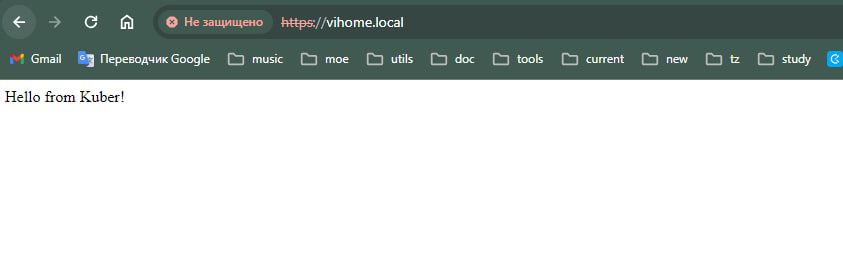 Не защищено https://vihome.local
Gmail Переводчик Google music moe utils doc tools current new tz study
Hello from Kuber!